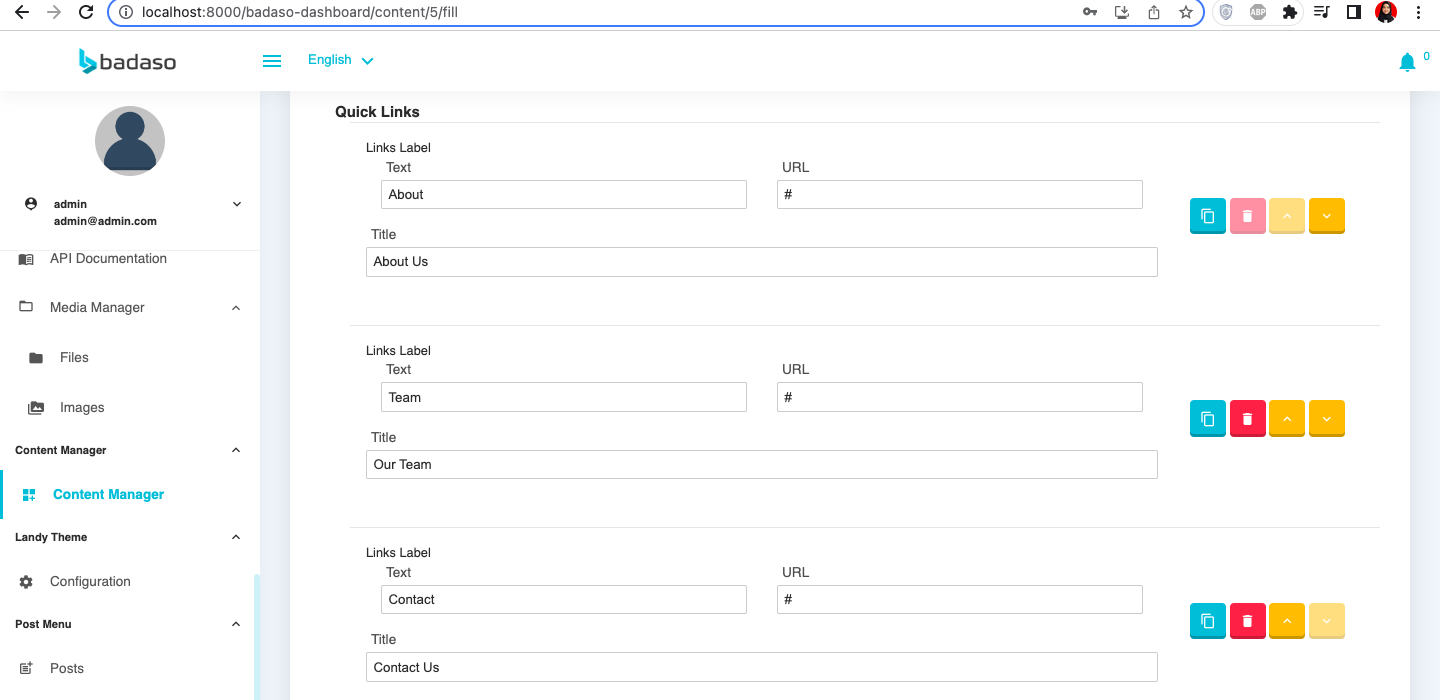 localhost:8000/badaso-dashboard/content/5/fill
ABP
badaso
English
0
admin
admin@admin.com
API Documentation
Media Manager
Files
Images
Content Manager
Content Manager
Landy Theme
Configuration
Post Menu
Posts
Quick Links
Links Label
Text URL
About #
Title
About Us
Links Label
Text URL
Team #
Title
Our Team
Links Label
Text URL
Contact #
Title
Contact Us